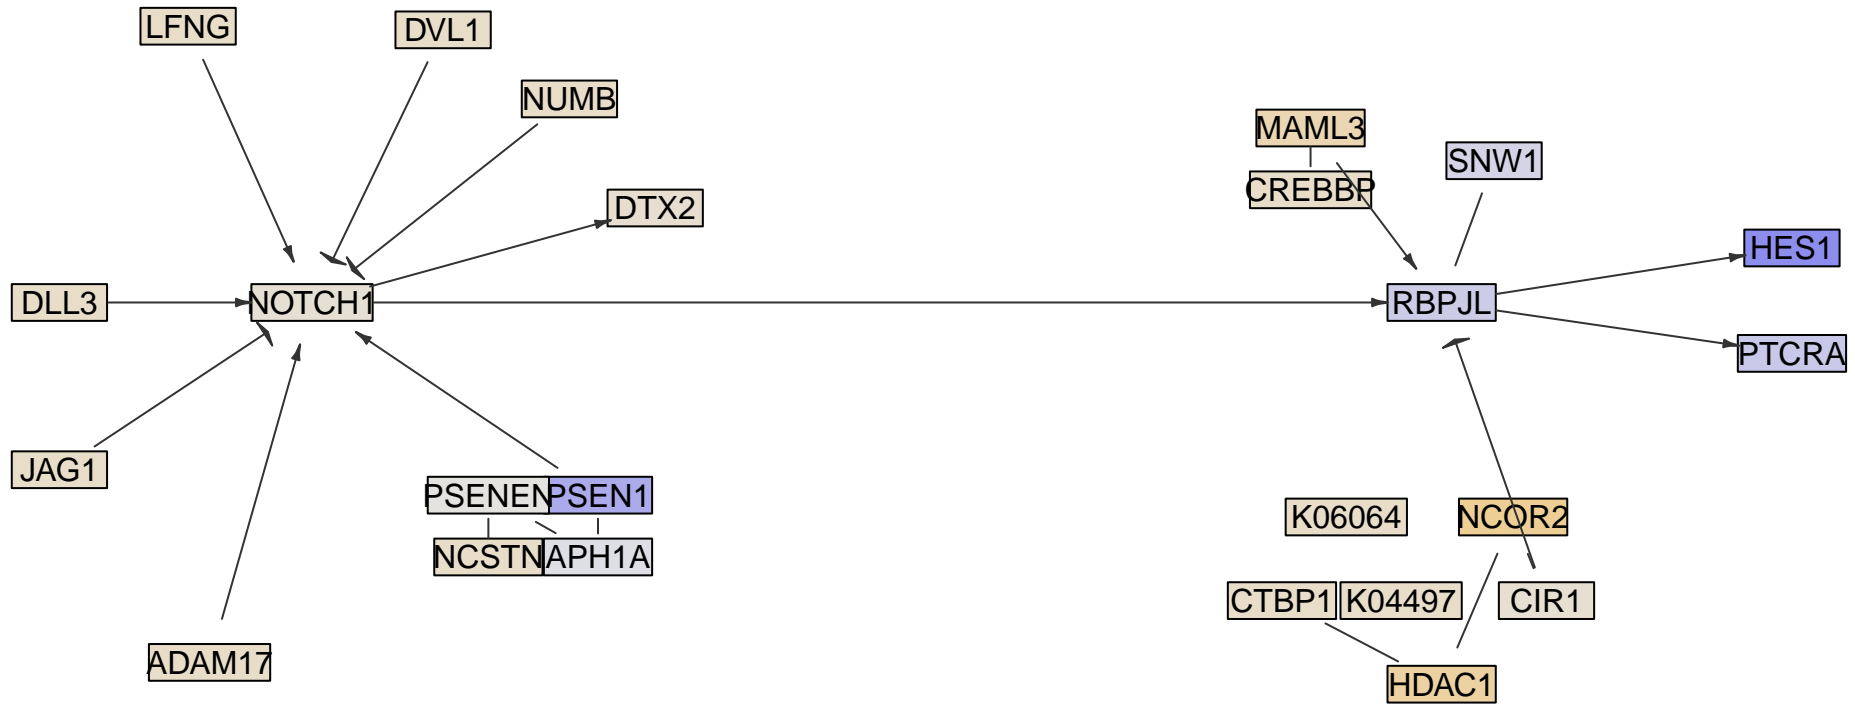 LFNG
DVL1
NUMB
MAML3
SNW1
CREBBP
DTX2
HES1
DLL3
NOTCH1
RBPJL
PTCRA
JAG1
PSENEN
PSEN1
K06064
NCOR2
NCSTN
APH1A
CTBP1
K04497
CIR1
ADAM17
HDAC1